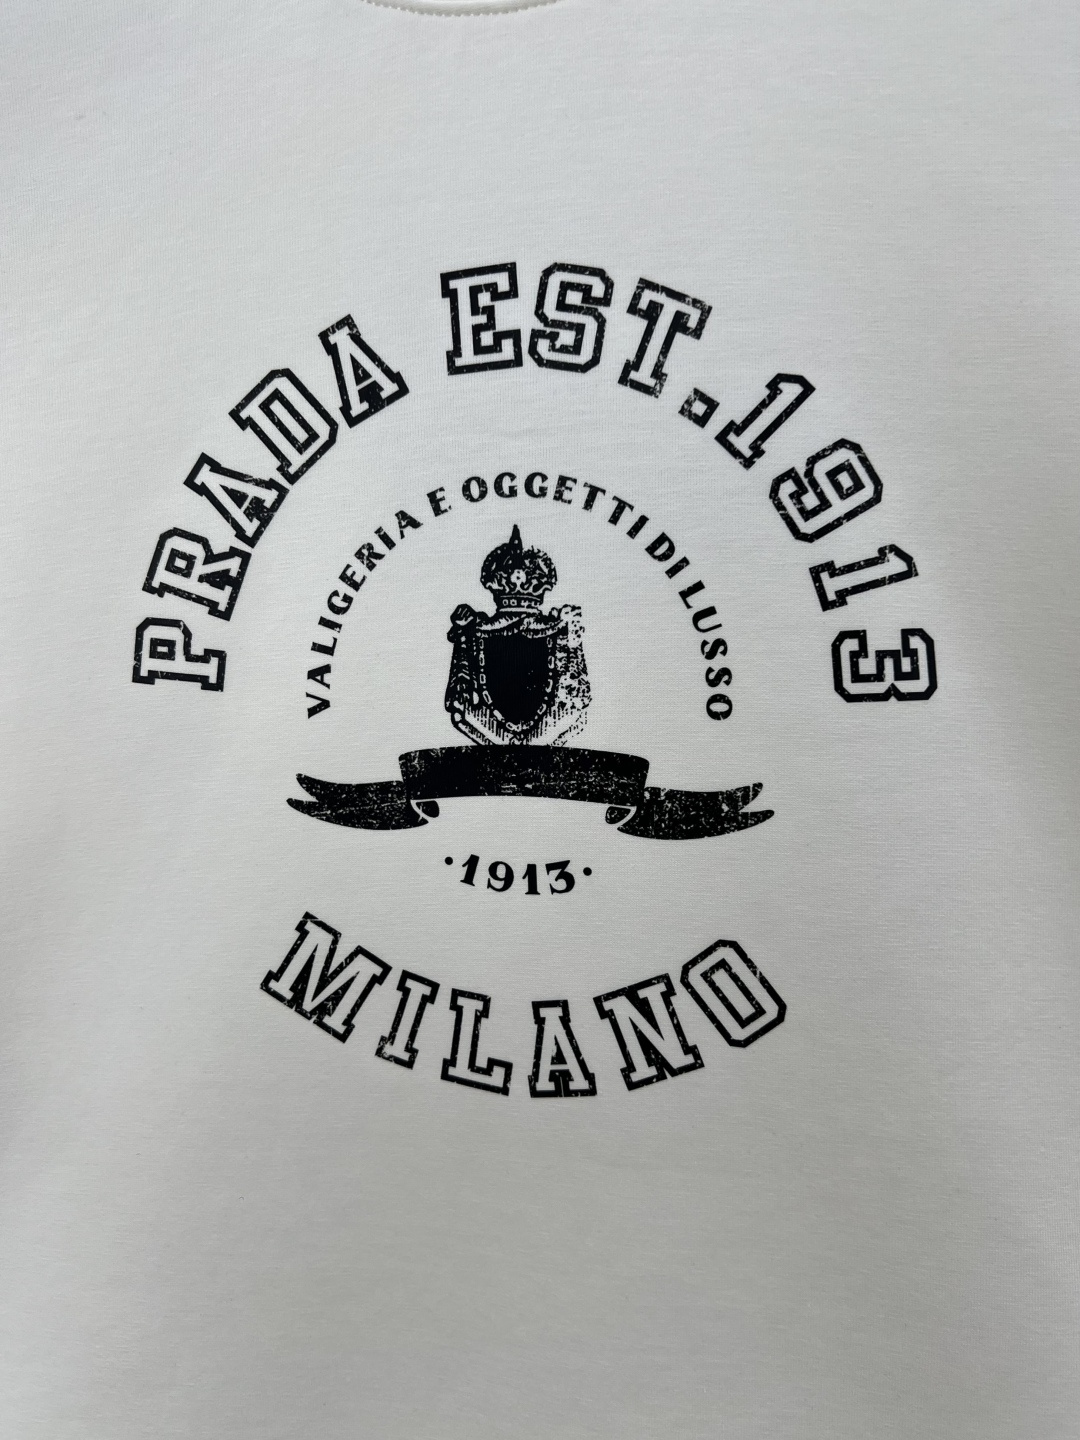 PRADA EST.1913
VALIGERIA E OGGETTI DI LUSSO
·1913·
MILANO